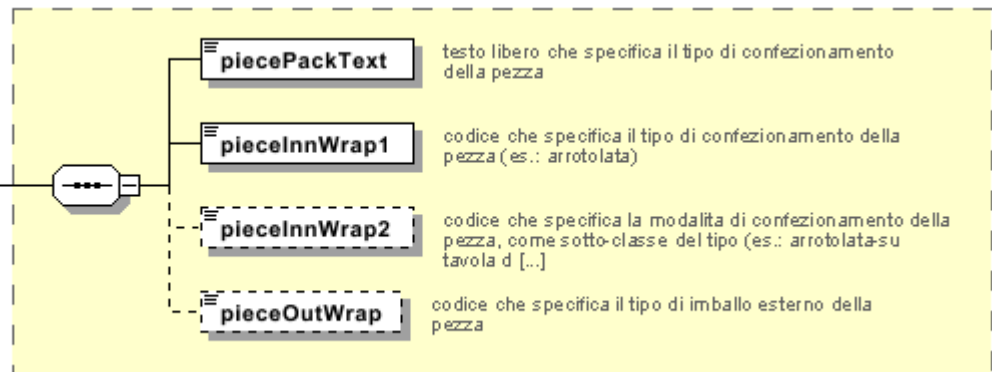 piecePackText
testo libero che specifica il tipo di confezionamento
della pezza
pieceInnWrap1
codice che specifica il tipo di confezionamento della
pezza (es.: arrotolata)
pieceInnWrap2
codice che specifica la modalita di confezionamento della
pezza, come sotto-classe del tipo (es.: arrotolata-su
tavola d [...]
pieceOutWrap
codice che specifica il tipo di imballo esterno della
pezza